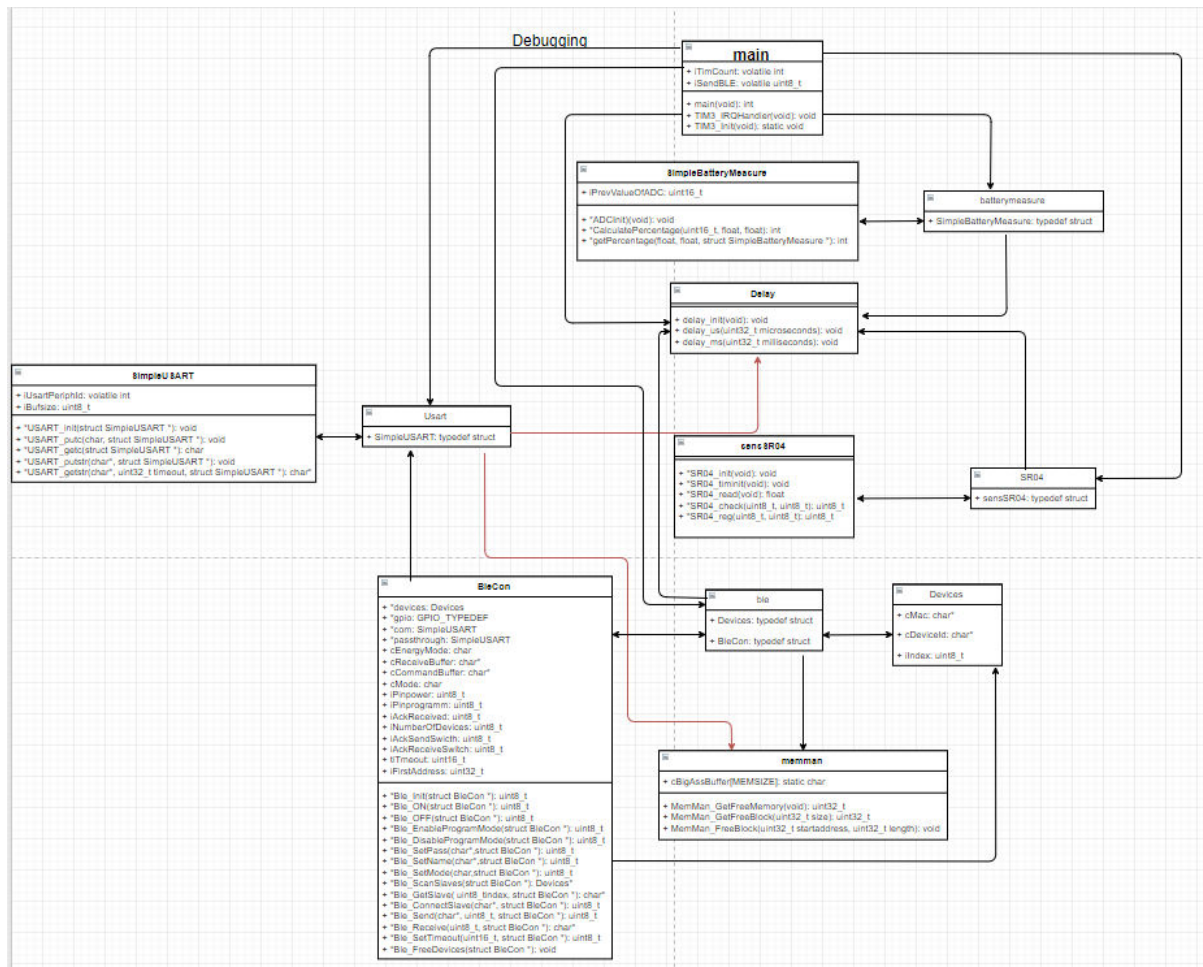 Debugging
main
+ iTimCount: volatile int
+ iSendBLE: volatile uint8_t
+ main(void): int
+ TIM3_IRQHandler(void): void
+ TIM3_Init(void): static void
SimpleBatteryMeasure
+ iPrevValueOfADC: uint16_t
+ *ADCInit)(void): void
+ *CalculatePercentage(uint16_t, float, float): int
+ *getPercentage(float, float, struct SimpleBatteryMeasure *): int
batterymeasure
+ SimpleBatteryMeasure: typedef struct
Delay
+ delay_init(void): void
+ delay_us(uint32_t microseconds): void
+ delay_ms(uint32_t milliseconds): void
SimpleUSART
+ iUsartPeriphId: volatile int
+ iBufsize: uint8_t
+ *USART_init(struct SimpleUSART *): void
+ *USART_putc(char, struct SimpleUSART *): void
+ *USART_getc(struct SimpleUSART *): char
+ *USART_putstr(char*, struct SimpleUSART *): void
+ *USART_getstr(char*, uint32_t timeout, struct SimpleUSART *): char*
Usart
+ SimpleUSART: typedef struct
sensSR04
+ *SR04_init(void): void
+ *SR04_timinit(void): void
+ *SR04_read(void): float
+ *SR04_check(uint8_t, uint8_t): uint8_t
+ *SR04_reg(uint8_t, uint8_t): uint8_t
SR04
+ sensSR04: typedef struct
BleCon
+ *devices: Devices
+ *gpio: GPIO_TYPEDEF
+ *com: SimpleUSART
+ *passthrough: SimpleUSART
+ cEnergyMode: char
+ cReceiveBuffer: char*
+ cCommandBuffer: char*
+ cMode: char
+ iPinpower: uint8_t
+ iPinprogramm: uint8_t
+ iAckReceived: uint8_t
+ iNumberOfDevices: uint8_t
+ iAckSendSwicth: uint8_t
+ iAckReceiveSwitch: uint8_t
+ tiTimeout: uint16_t
+ iFirstAddress: uint32_t
+ *Ble_Init(struct BleCon *): uint8_t
+ *Ble_ON(struct BleCon *): uint8_t
+ *Ble_OFF(struct BleCon *): uint8_t
+ *Ble_EnableProgramMode(struct BleCon *): uint8_t
+ *Ble_DisableProgramMode(struct BleCon *): uint8_t
+ *Ble_SetPass(char*,struct BleCon *): uint8_t
+ *Ble_SetName(char*,struct BleCon *): uint8_t
+ *Ble_SetMode(char,struct BleCon *): uint8_t
+ *Ble_ScanSlaves(struct BleCon *): Devices*
+ *Ble_GetSlave( uint8_tindex, struct BleCon *): char*
+ *Ble_ConnectSlave(char*, struct BleCon *): uint8_t
+ *Ble_Send(char*, uint8_t, struct BleCon *): uint8_t
+ *Ble_Receive(uint8_t, struct BleCon *): char*
+ *Ble_SetTimeout(uint16_t, struct BleCon *): uint8_t
+ *Ble_FreeDevices(struct BleCon *): void
ble
+ Devices: typedef struct
+ BleCon: typedef struct
Devices
+ cMac: char*
+ cDeviceId: char*
+ iIndex: uint8_t
memman
+ cBigAssBuffer[MEMSIZE]: static char
+ MemMan_GetFreeMemory(void): uint32_t
+ MemMan_GetFreeBlock(uint32_t size): uint32_t
+ MemMan_FreeBlock(uint32_t startaddress, uint32_t length): void